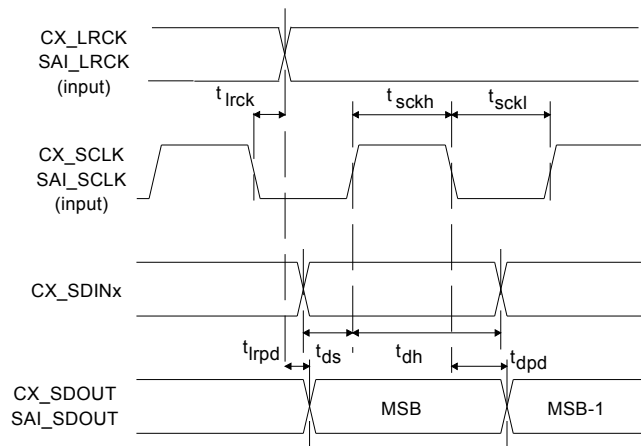 CX_LRCK
SAI_LRCK
(input)
t lrck
t sckh
t sckl
CX_SCLK
SAI_SCLK
(input)
CX_SDINx
t lrpd
t ds
t dh
t dpd
CX_SDOUT
SAI_SDOUT
MSB
MSB-1